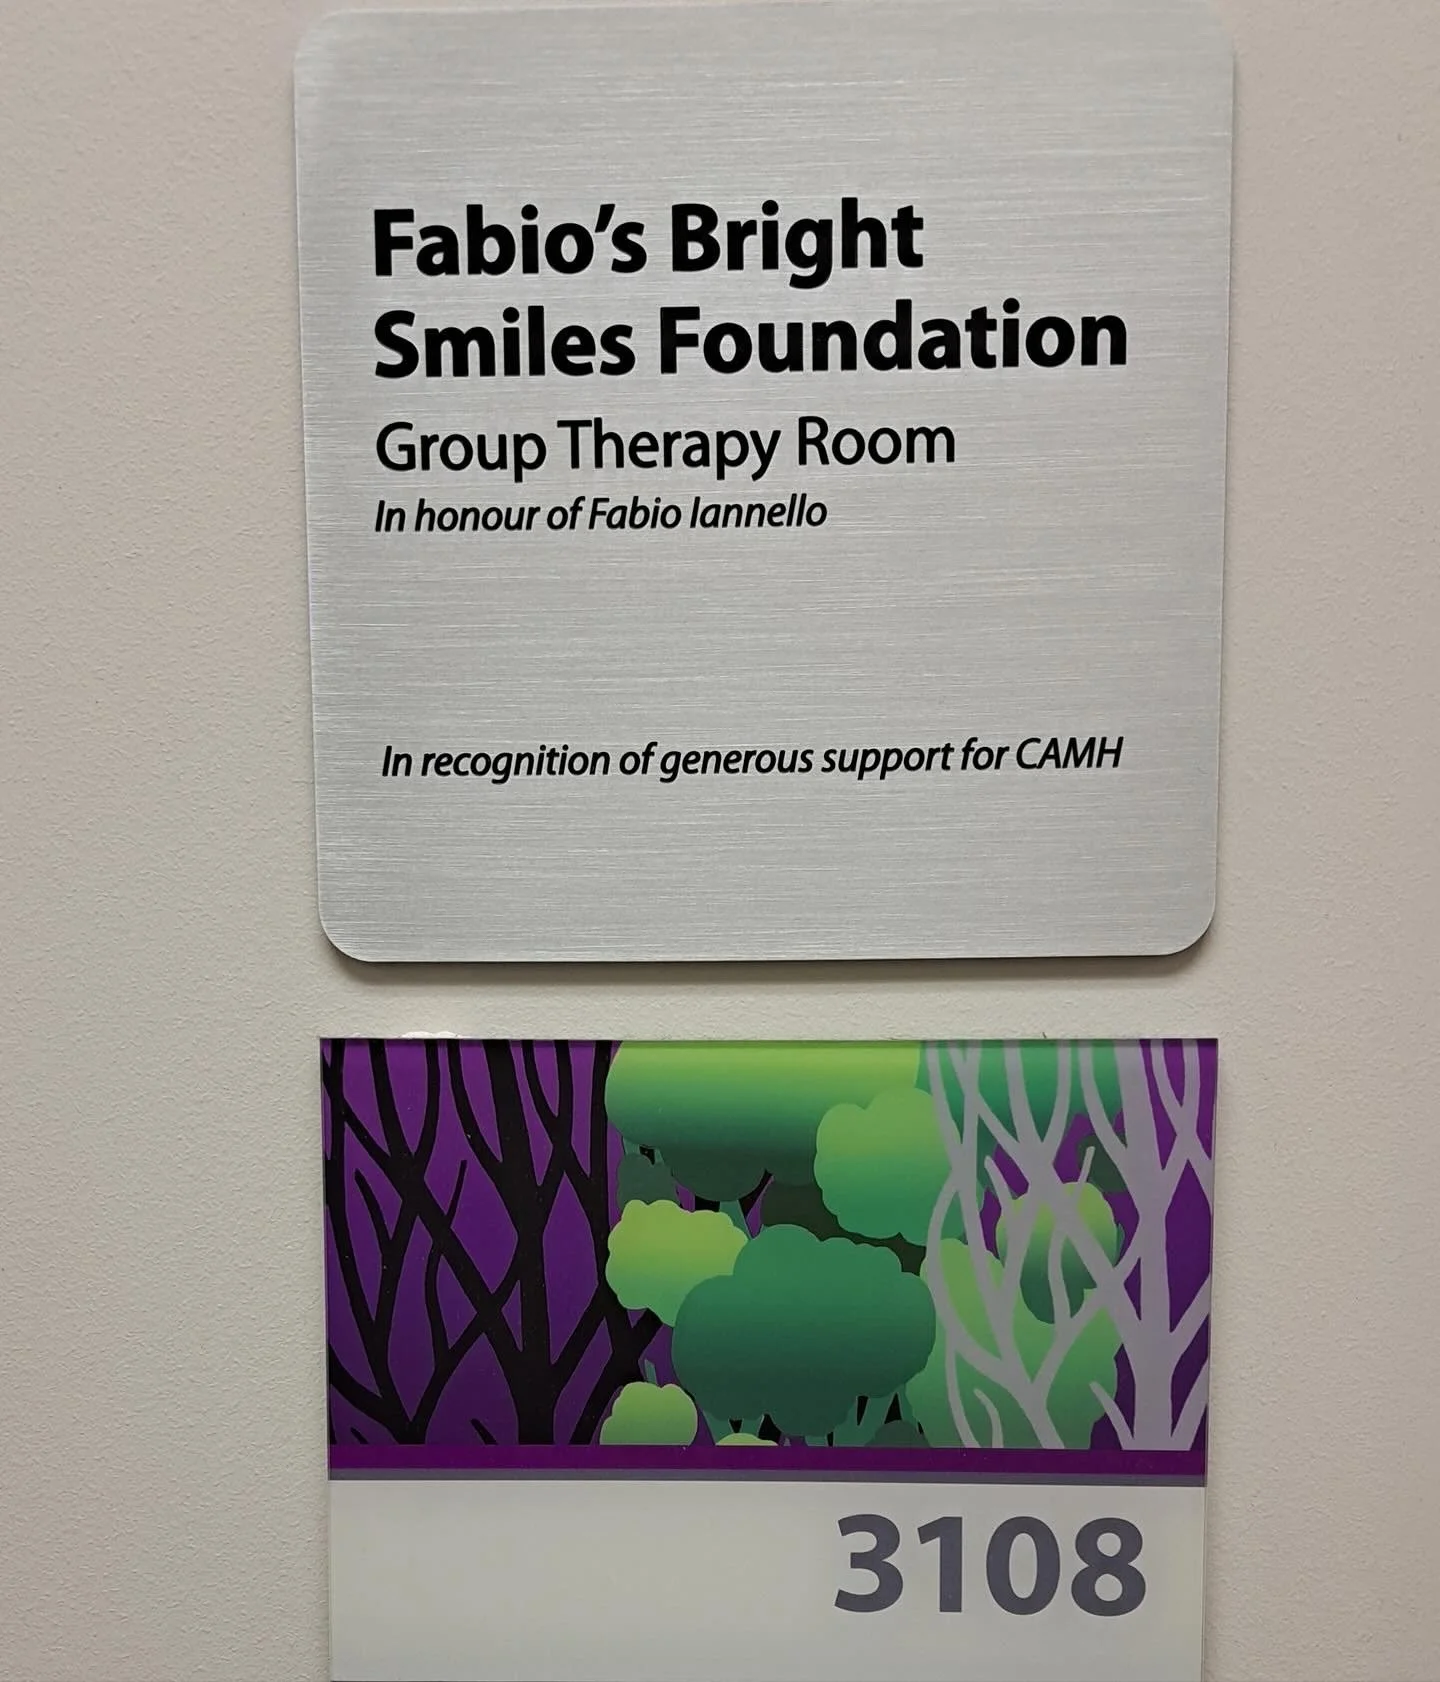 Fabio’s Bright
Smiles Foundation
Group Therapy Room
In honour of Fabio Iannello
In recognition of generous support for CAMH
3108